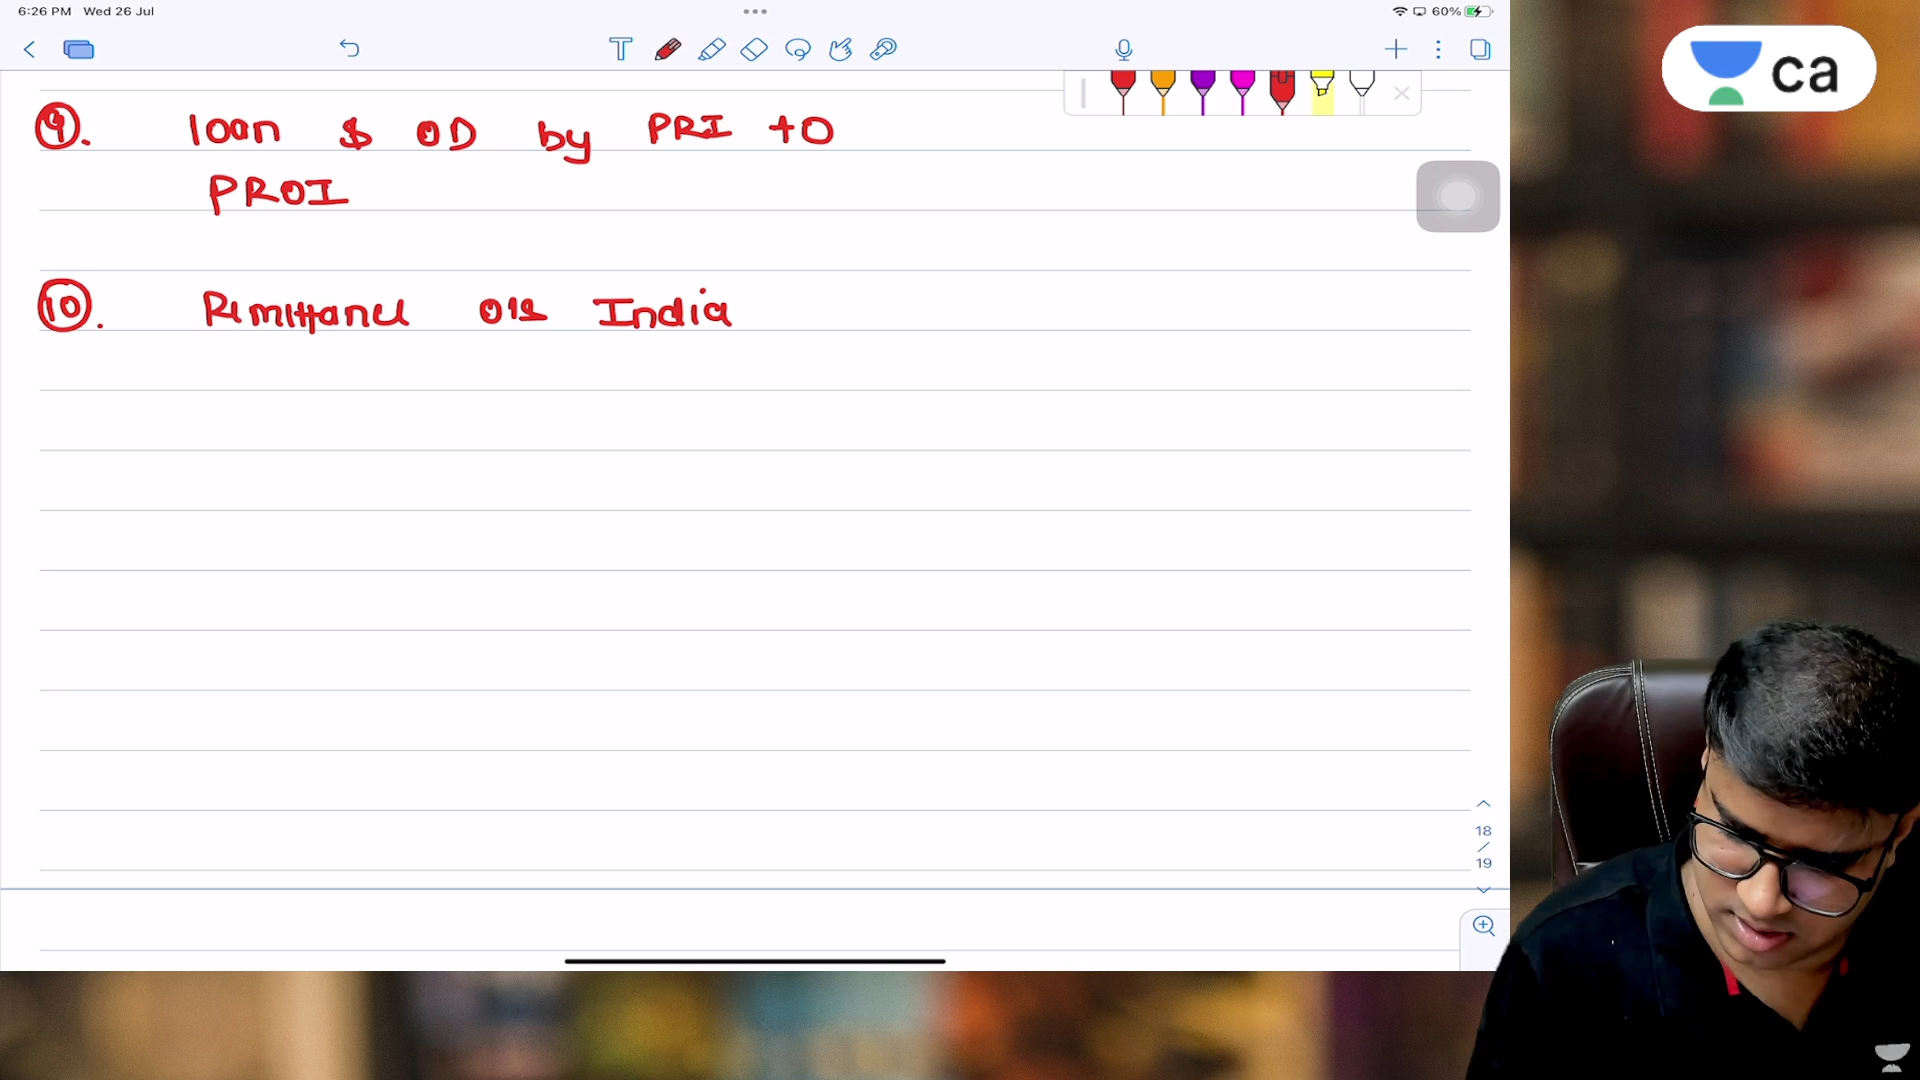 6:26 PM Wed 26 Jul
60%
T
9. loan $ OD by PRI to
PROI
10. Remittance o/s India
18
/
19
ca